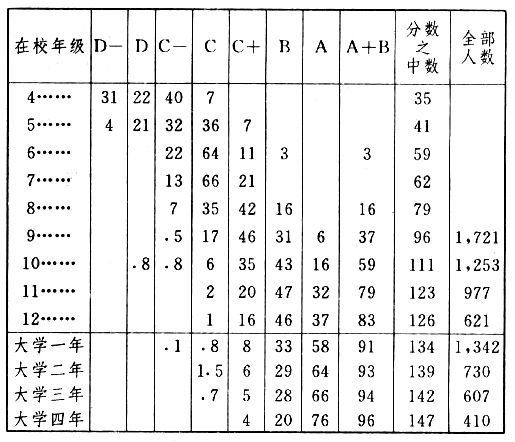 在校年级 D− D C− C C+ B A A+B 分数之中数 全部人数
4…… 31 22 40 7 35
5…… 4 21 32 36 7 41
6…… 22 64 11 3 3 59
7…… 13 66 21 62
8…… 7 35 42 16 16 79
9…… .5 17 46 31 6 37 96 1,721
10…… .8 .8 6 35 43 16 59 111 1,253
11…… 2 20 47 32 79 123 977
12…… 1 16 46 37 83 126 621
大学一年 .1 .8 8 33 58 91 134 1,342
大学二年 1.5 6 29 64 93 139 730
大学三年 .7 5 28 66 94 142 607
大学四年 4 20 76 96 147 410